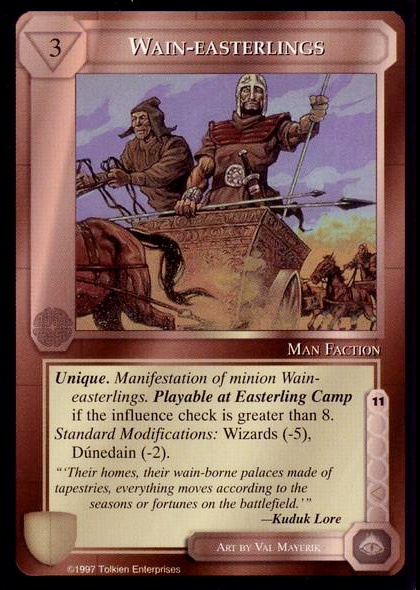 3
WAIN-EASTERLINGS
MAN FACTION
Unique. Manifestation of minion Wain-
easterlings. Playable at Easterling Camp
if the influence check is greater than 8.
Standard Modifications: Wizards (-5),
Dúnedain (-2).
"'Their homes, their wain-borne palaces made of
tapestries, everything moves according to the
seasons or fortunes on the battlefield.'"
—Kuduk Lore
11
ART BY VAL MAYERIK
©1997 Tolkien Enterprises